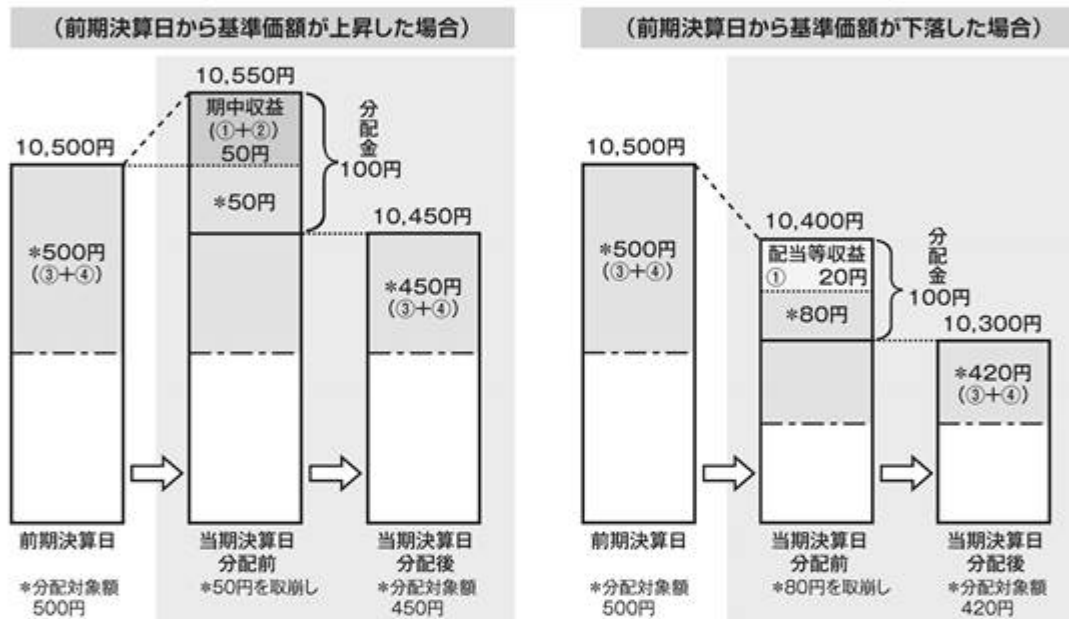 (前期決算日から基準価額が上昇した場合)
10,550円
期中収益
(①+②)
50円
分配金
100円
10,500円
*50円
10,450円
*500円
(③+④)
*450円
(③+④)
前期決算日
当期決算日
分配前
当期決算日
分配後
*分配対象額
500円
*50円を取崩し
*分配対象額
450円
(前期決算日から基準価額が下落した場合)
10,500円
10,400円
配当等収益
① 20円
分配金
100円
*500円
(③+④)
*80円
10,300円
*420円
(③+④)
前期決算日
当期決算日
分配前
当期決算日
分配後
*分配対象額
500円
*80円を取崩し
*分配対象額
420円